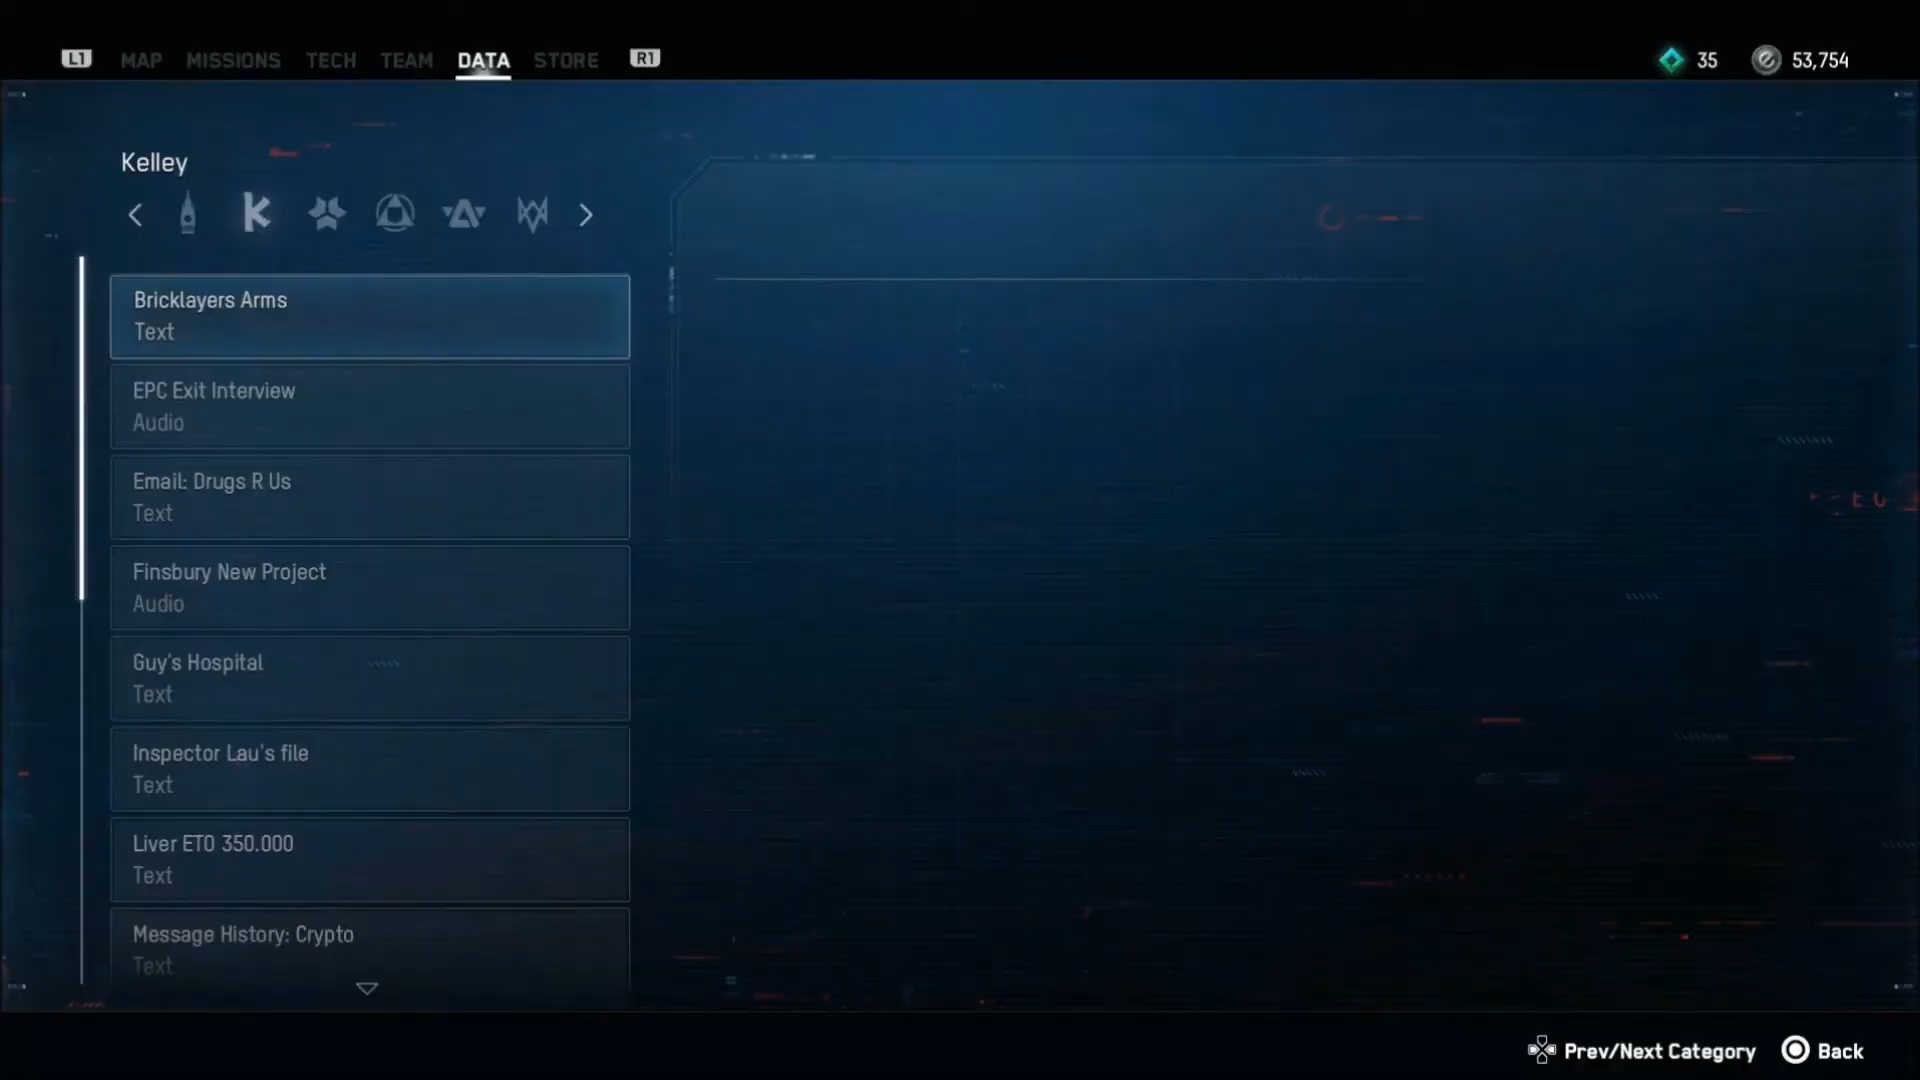 L1 MAP MISSIONS TECH TEAM DATA STORE R1 35 53,754
Kelley
Bricklayers Arms
Text
EPC Exit Interview
Audio
Email: Drugs R Us
Text
Finsbury New Project
Audio
Guy's Hospital
Text
Inspector Lau's file
Text
Liver ETO 350.000
Text
Message History: Crypto
Text
Prev/Next Category Back